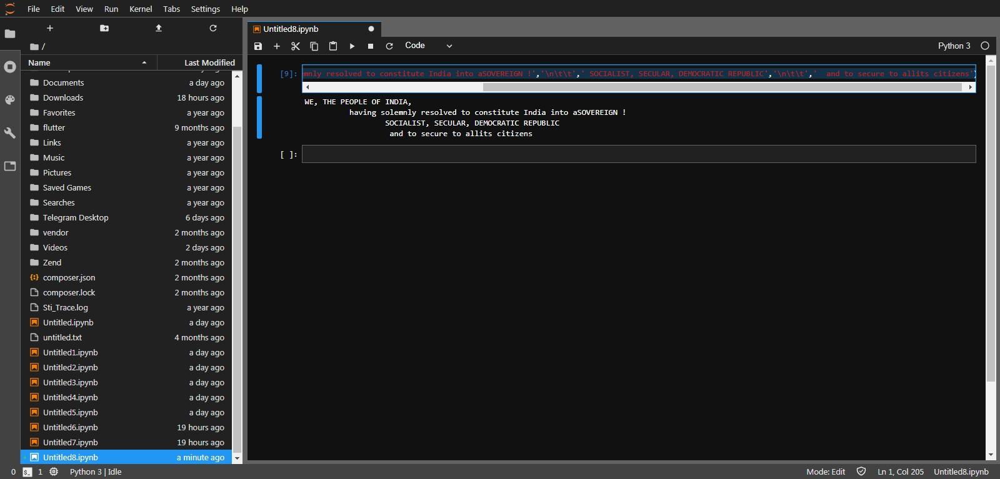 File Edit View Run Kernel Tabs Settings Help
/
Name Last Modified
Documents a day ago
Downloads 18 hours ago
Favorites a year ago
flutter 9 months ago
Links a year ago
Music a year ago
Pictures a year ago
Saved Games a year ago
Searches a year ago
Telegram Desktop 6 days ago
vendor 2 months ago
Videos 2 days ago
Zend 2 months ago
composer.json 2 months ago
composer.lock 2 months ago
Sti_Trace.log a year ago
Untitled.ipynb a day ago
untitled.txt 4 months ago
Untitled1.ipynb a day ago
Untitled2.ipynb a day ago
Untitled3.ipynb a day ago
Untitled4.ipynb a day ago
Untitled5.ipynb a day ago
Untitled6.ipynb 19 hours ago
Untitled7.ipynb 19 hours ago
Untitled8.ipynb a minute ago
Untitled8.ipynb
Code Python 3
[9]: mnly resolved to constitute India into aSOVEREIGN !','\n\t\t',' SOCIALIST, SECULAR, DEMOCRATIC REPUBLIC','\n\t\t','  and to secure to allits citizens')
WE, THE PEOPLE OF INDIA,
having solemnly resolved to constitute India into aSOVEREIGN !
SOCIALIST, SECULAR, DEMOCRATIC REPUBLIC
and to secure to allits citizens
[ ]:
0 $_ 1 Python 3 | Idle Mode: Edit Ln 1, Col 205 Untitled8.ipynb